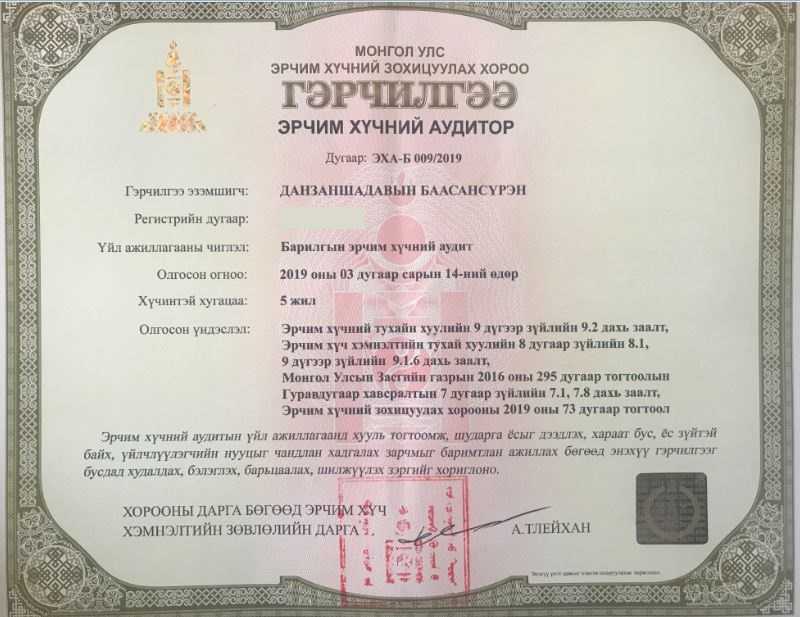 МОНГОЛ УЛС
ЭРЧИМ ХҮЧНИЙ ЗОХИЦУУЛАХ ХОРОО
ГЭРЧИЛГЭЭ
ЭРЧИМ ХҮЧНИЙ АУДИТОР
Дугаар: ЭХА-Б 009/2019
Гэрчилгээ эзэмшигч: ДАНЗАНШАДАВЫН БААСАНСҮРЭН
Регистрийн дугаар:
Үйл ажиллагааны чиглэл: Барилгын эрчим хүчний аудит
Олгосон огноо: 2019 оны 03 дугаар сарын 14-ний өдөр
Хүчинтэй хугацаа: 5 жил
Олгосон үндэслэл: Эрчим хүчний тухайн хуулийн 9 дүгээр зүйлийн 9.2 дахь заалт,
Эрчим хүч хэмнэлтийн тухай хуулийн 8 дугаар зүйлийн 8.1,
9 дүгээр зүйлийн 9.1.6 дахь заалт,
Монгол Улсын Засгийн газрын 2016 оны 295 дугаар тогтоолын
Гуравдугаар хавсралтын 7 дугаар зүйлийн 7.1, 7.8 дахь заалт,
Эрчим хүчний зохицуулах хорооны 2019 оны 73 дугаар тогтоол
Эрчим хүчний аудитын үйл ажиллагаанд хууль тогтоомж, шударга ёсыг дээдлэх, хараат бус, ёс зүйтэй
байх, үйлчлүүлэгчийн нууцыг чандлан хадгалах зарчмыг баримтлан ажиллах бөгөөд энэхүү гэрчилгээг
бусдад худалдах, бэлэглэх, барьцвалах, шилжүүлэх зэргийг хориглоно.
ХОРООНЫ ДАРГА БӨГӨӨД ЭРЧИМ ХҮЧ
ХЭМНЭЛТИЙН ЗӨВЛӨЛИЙН ДАРГА
А.ТЛЕЙХАН